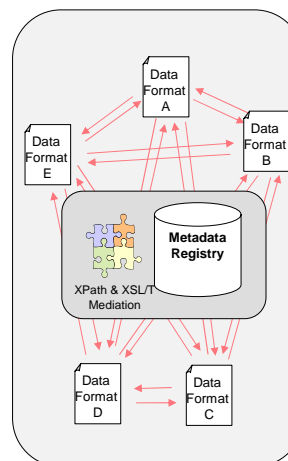 Data
Format
A
Data
Format
E
Data
Format
B
Metadata
Registry
XPath & XSL/T
Mediation
Data
Format
D
Data
Format
C